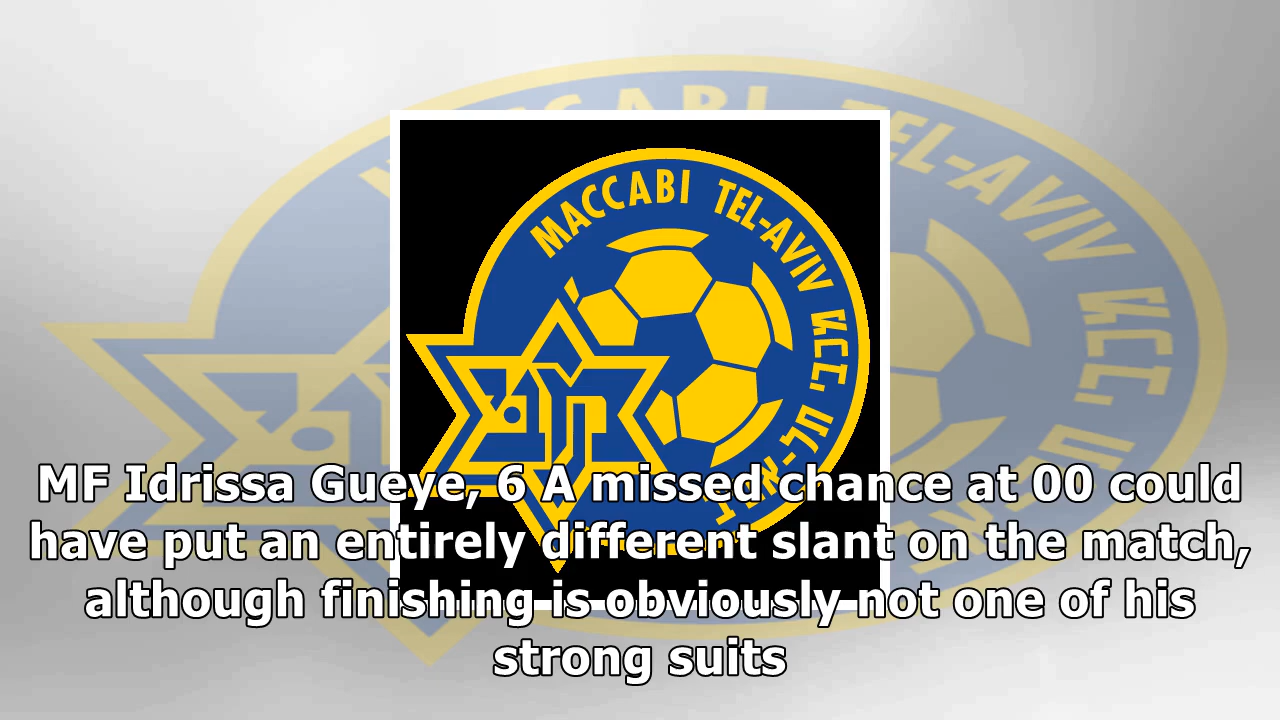 MACCABI TEL-AVIV
MF Idrissa Gueye, 6 A missed chance at 00 could
have put an entirely different slant on the match,
although finishing is obviously not one of his
strong suits